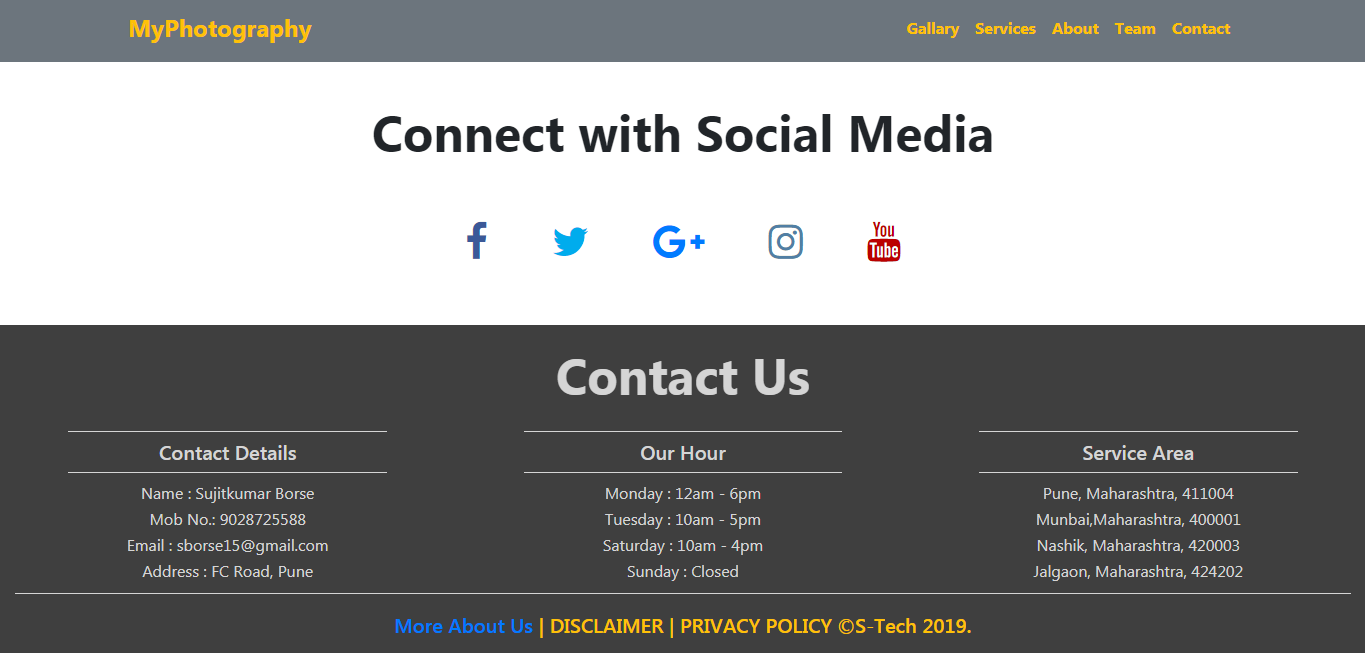 MyPhotography
Gallary Services About Team Contact
Connect with Social Media
You
Tube
Contact Us
Contact Details
Name : Sujitkumar Borse
Mob No.: 9028725588
Email : sborse15@gmail.com
Address : FC Road, Pune
Our Hour
Monday : 12am - 6pm
Tuesday : 10am - 5pm
Saturday : 10am - 4pm
Sunday : Closed
Service Area
Pune, Maharashtra, 411004
Munbai,Maharashtra, 400001
Nashik, Maharashtra, 420003
Jalgaon, Maharashtra, 424202
More About Us | DISCLAIMER | PRIVACY POLICY ©S-Tech 2019.